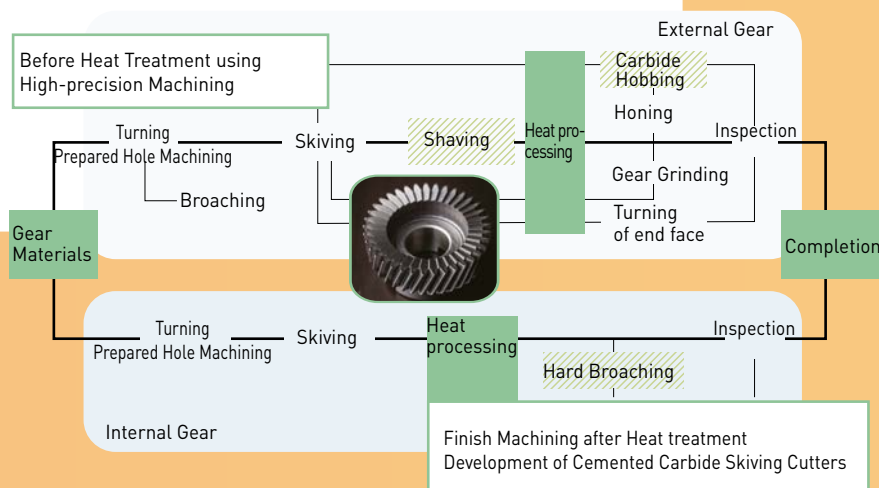 External Gear
Before Heat Treatment using
High-precision Machining
Carbide
Hobbing
Honing
Turning
Prepared Hole Machining
Skiving
Shaving
Heat pro-
cessing
Inspection
Broaching
Gear Grinding
Turning
of end face
Gear
Materials
Completion
Turning
Prepared Hole Machining
Skiving
Heat
processing
Inspection
Hard Broaching
Internal Gear
Finish Machining after Heat treatment
Development of Cemented Carbide Skiving Cutters